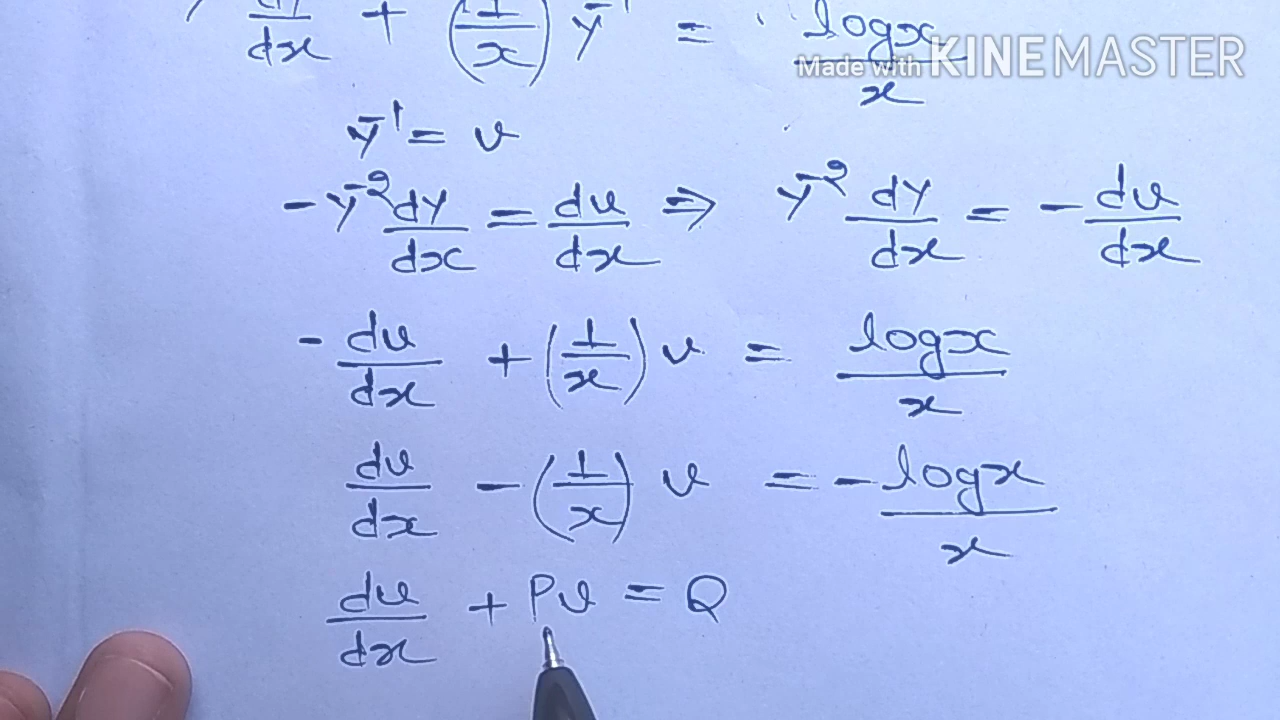 dy/dx + (1/x) y⁻¹ = log x/x
Made with KINEMASTER
y⁻¹ = v
-y⁻² dy/dx = dv/dx ⇒ y⁻² dy/dx = -dv/dx
-dv/dx + (1/x) v = log x/x
dv/dx - (1/x) v = -log x/x
dv/dx + Pv = Q